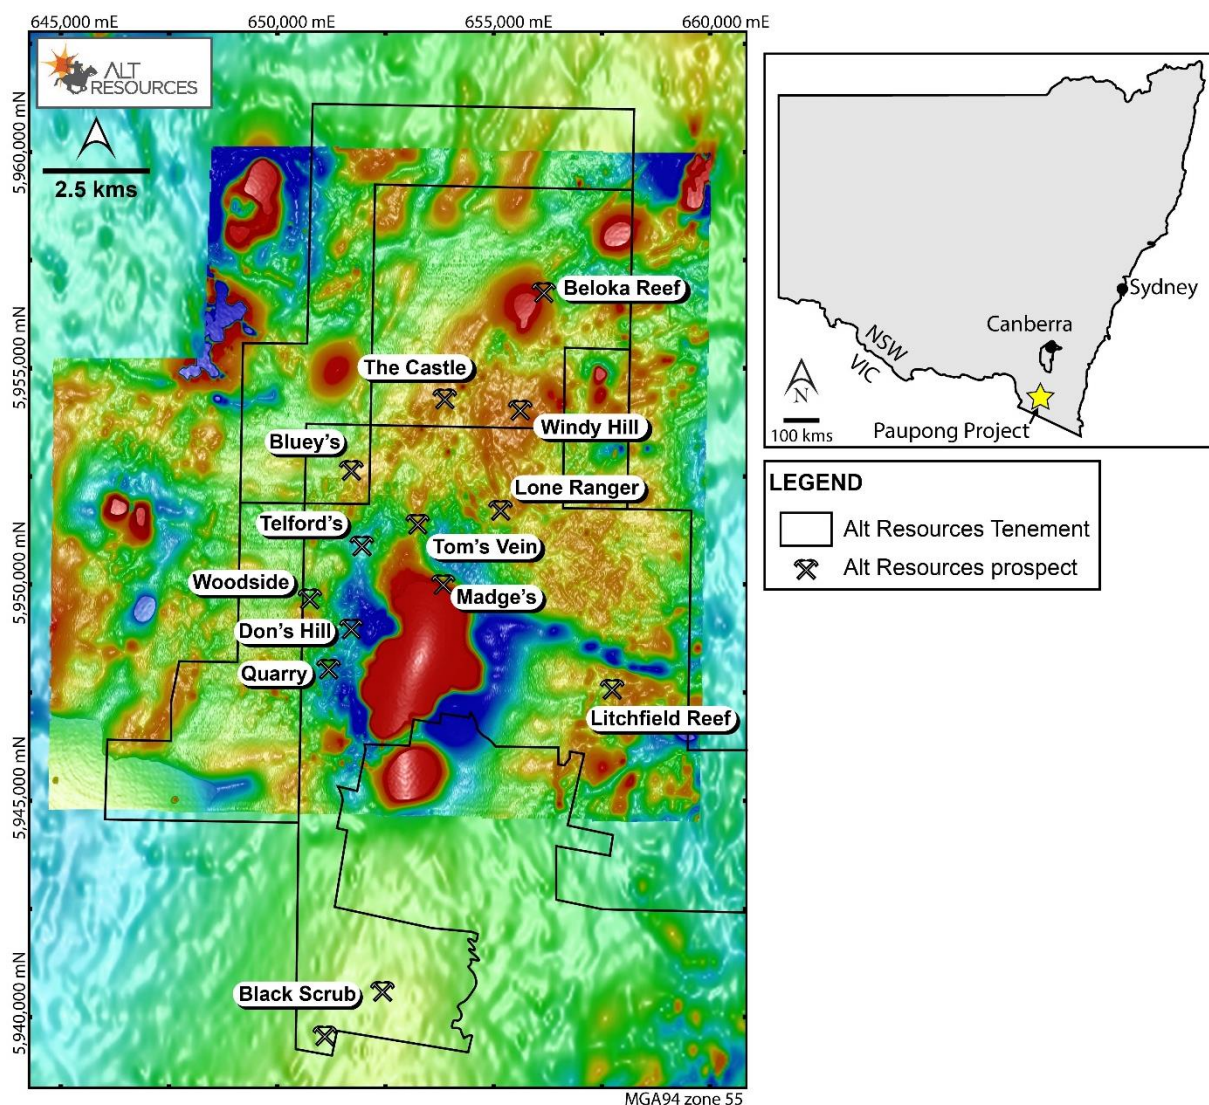 645,000 mE
650,000 mE
655,000 mE
660,000 mE
ALT
RESOURCES
2.5 kms
5,960,000 mN
5,955,000 mN
5,950,000 mN
5,945,000 mN
5,940,000 mN
Beloka Reef
The Castle
Windy Hill
Bluey's
Lone Ranger
Telford's
Tom's Vein
Woodside
Madge's
Don's Hill
Quarry
Litchfield Reef
Black Scrub
MGA94 zone 55
Sydney
Canberra
NSW
VIC
N
100 kms
Paupong Project
LEGEND
Alt Resources Tenement
Alt Resources prospect